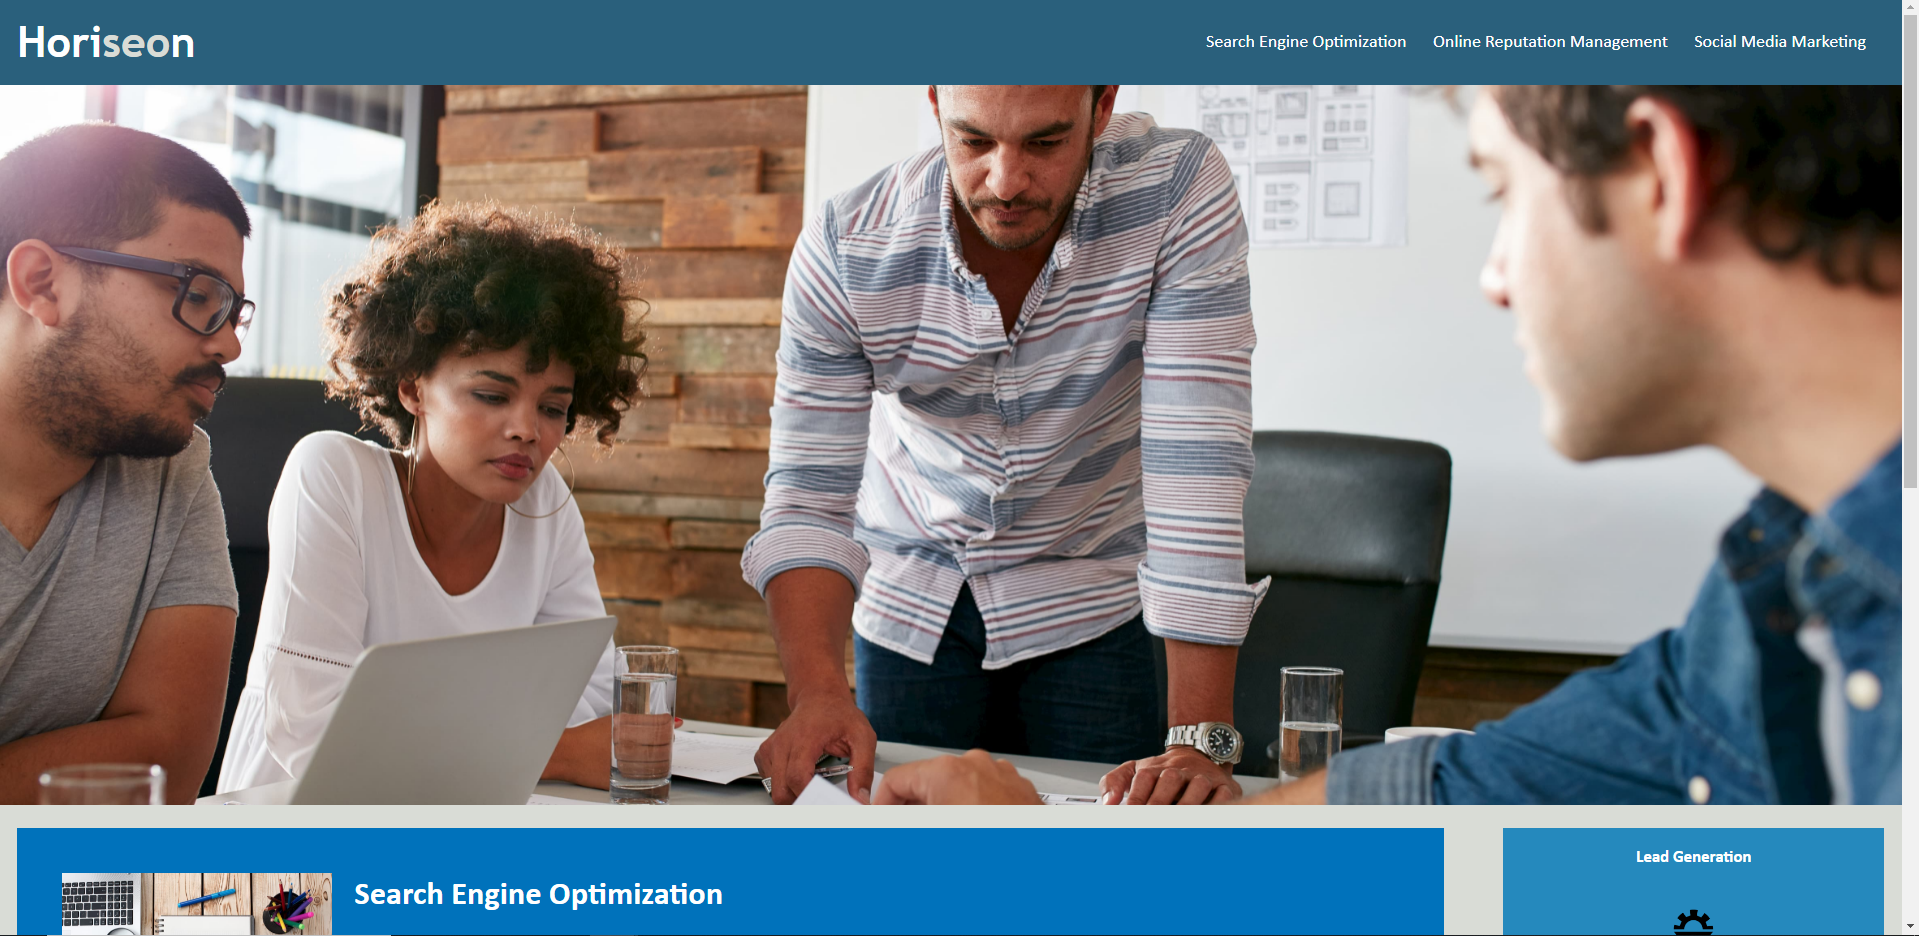 Horiseon
Search Engine Optimization
Online Reputation Management
Social Media Marketing
Search Engine Optimization
Lead Generation